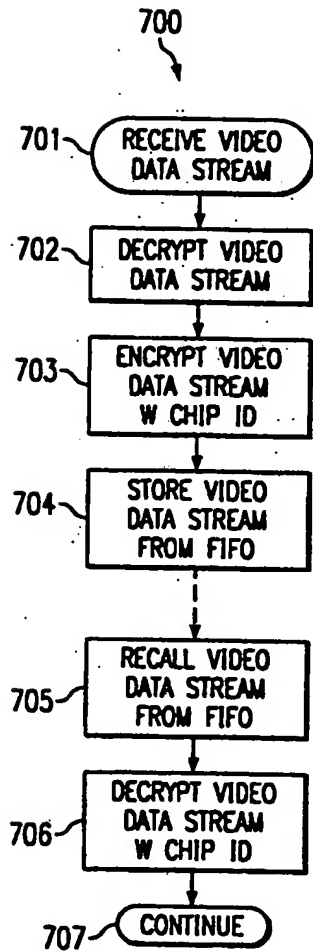 700
701
RECEIVE VIDEO
DATA STREAM
702
DECRYPT VIDEO
DATA STREAM
703
ENCRYPT VIDEO
DATA STREAM
W CHIP ID
704
STORE VIDEO
DATA STREAM
FROM FIFO
705
RECALL VIDEO
DATA STREAM
FROM FIFO
706
DECRYPT VIDEO
DATA STREAM
W CHIP ID
707
CONTINUE